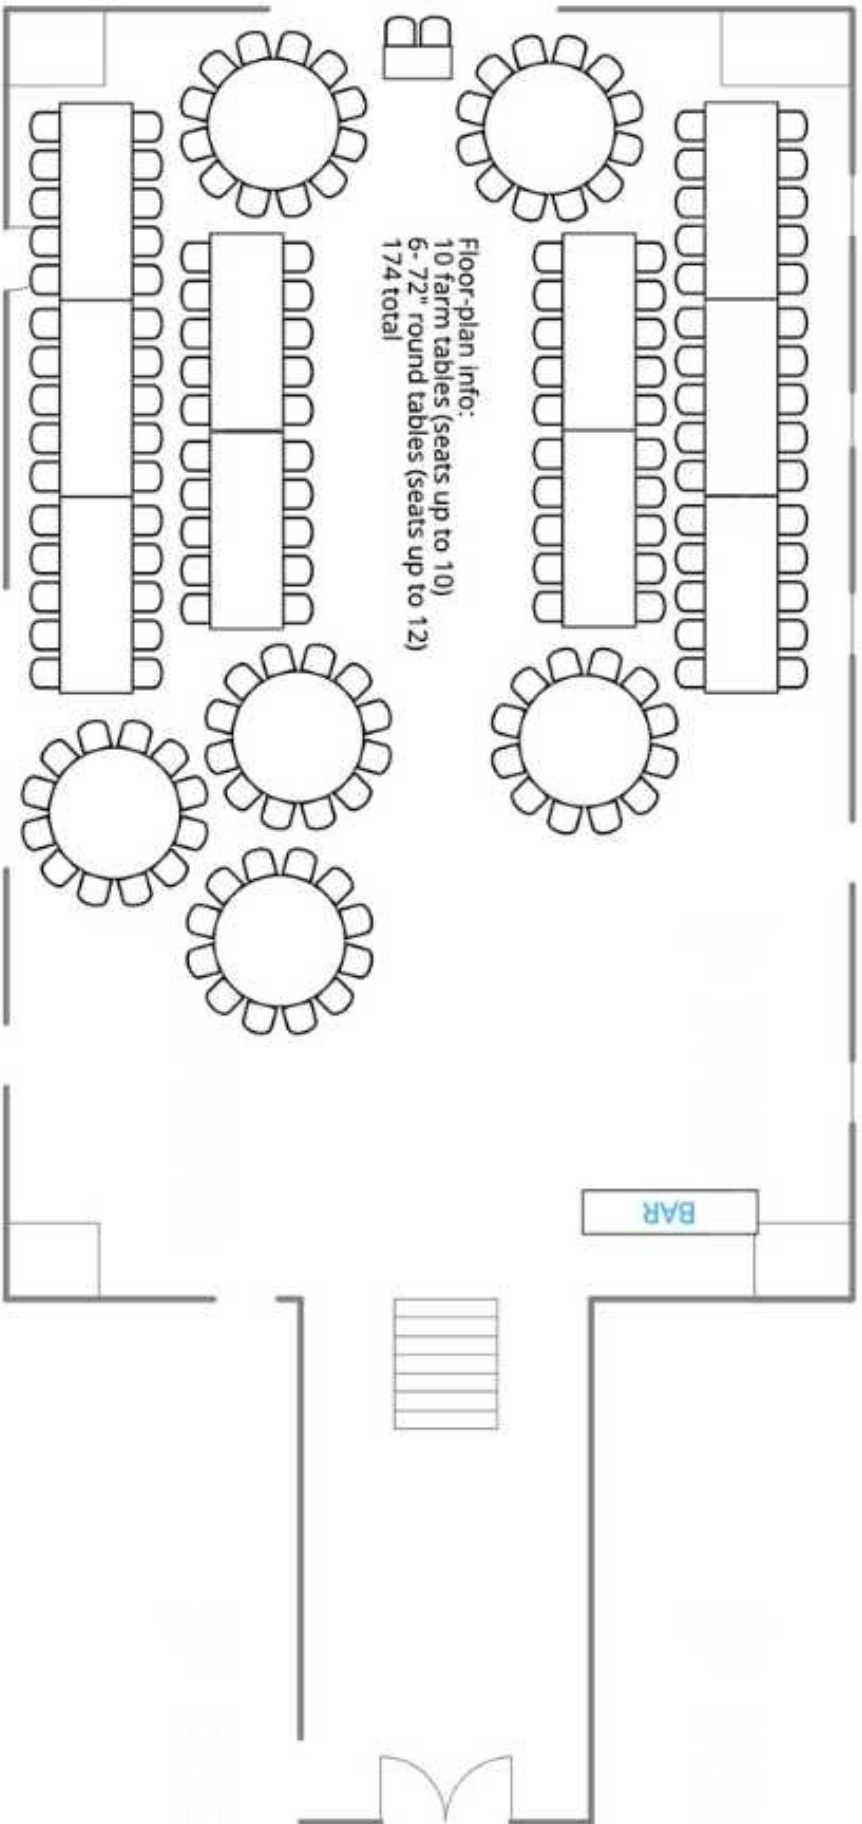 Floor-plan info:
10 farm tables (seats up to 10)
6- 72" round tables (seats up to 12)
174 total
BAR